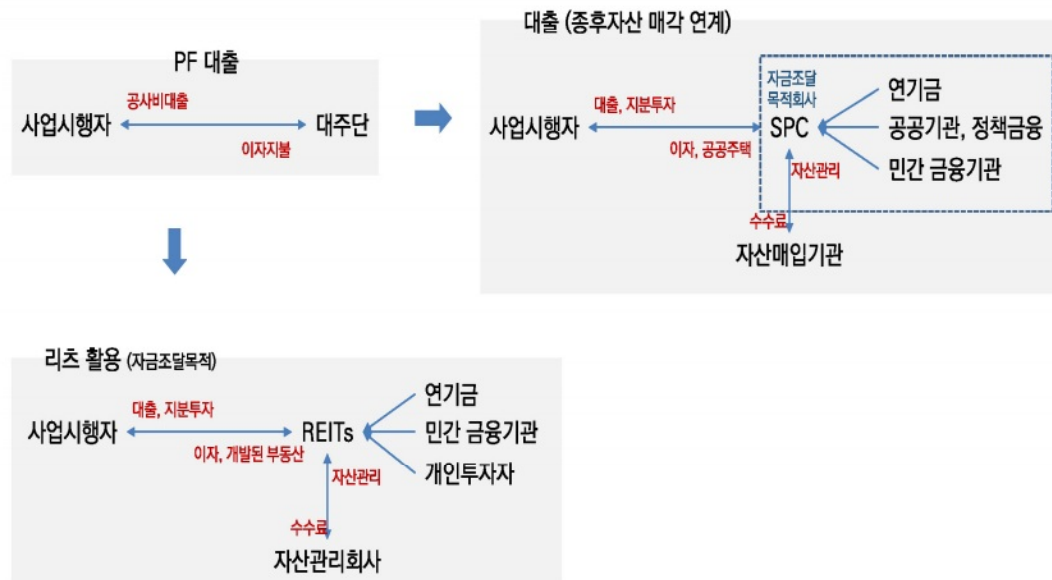 PF 대출
공사비대출
사업시행자
대주단
이자지불
대출 (종후자산 매각 연계)
자금조달
목적회사
연기금
대출, 지분투자
사업시행자
SPC
공공기관, 정책금융
이자, 공공주택
자산관리
민간 금융기관
수수료
자산매입기관
리츠 활용 (자금조달목적)
연기금
대출, 지분투자
사업시행자
REITs
민간 금융기관
이자, 개발된 부동산
자산관리
개인투자자
수수료
자산관리회사